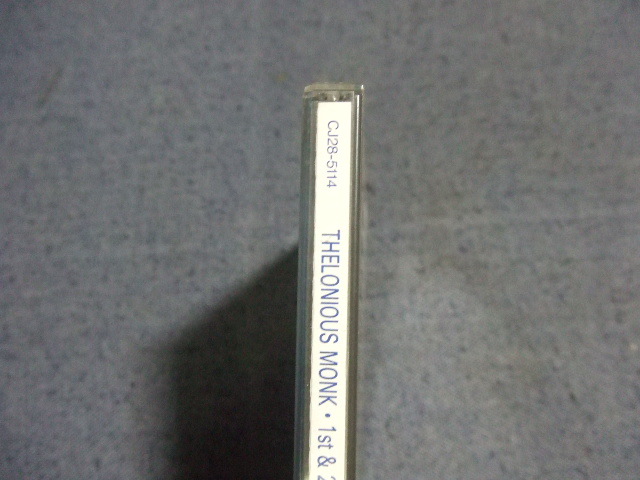 CJ28-5114
THELONIOUS MONK • 1st &